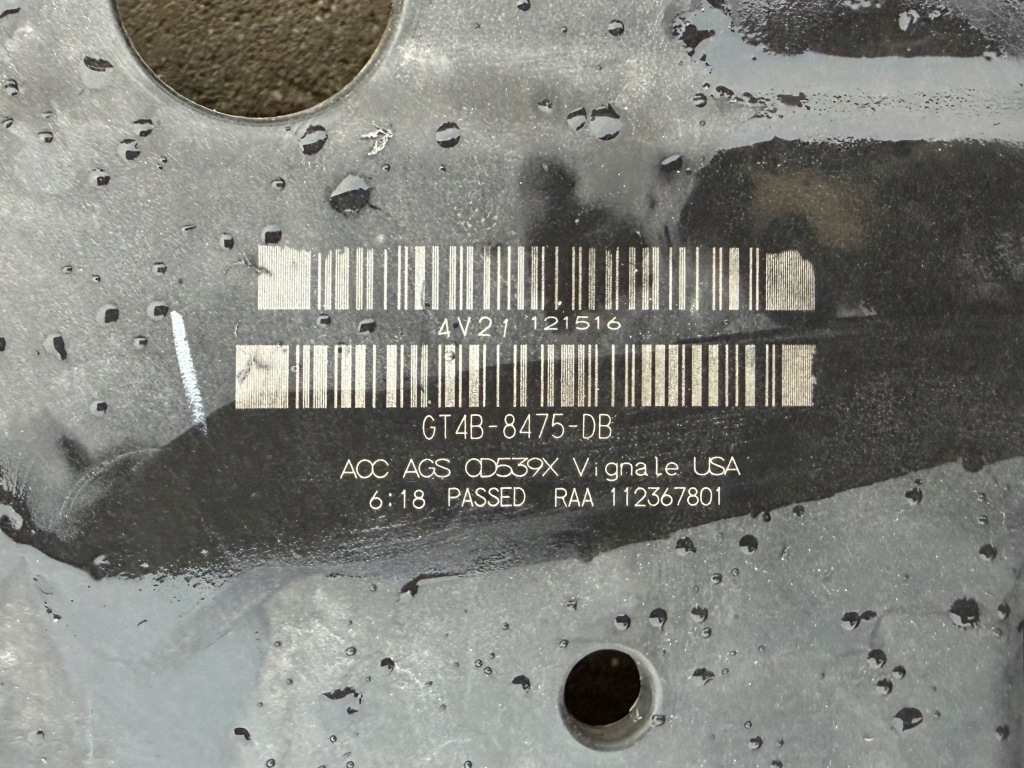 4V21 121516
GT4B-8475-DB
ACC AGS CD539X Vignale USA
6:18 PASSED RAA 112367801